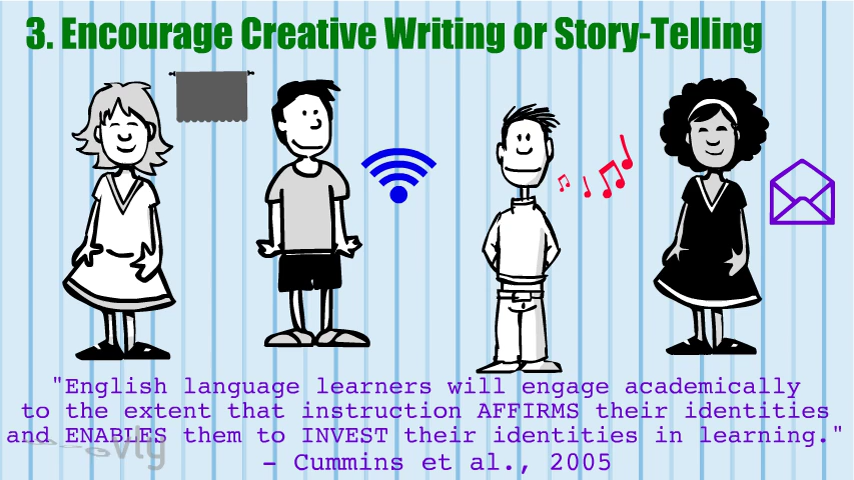 3. Encourage Creative Writing or Story-Telling
"English language learners will engage academically
to the extent that instruction AFFIRMS their identities
and ENABLES them to INVEST their identities in learning."
– Cummins et al., 2005